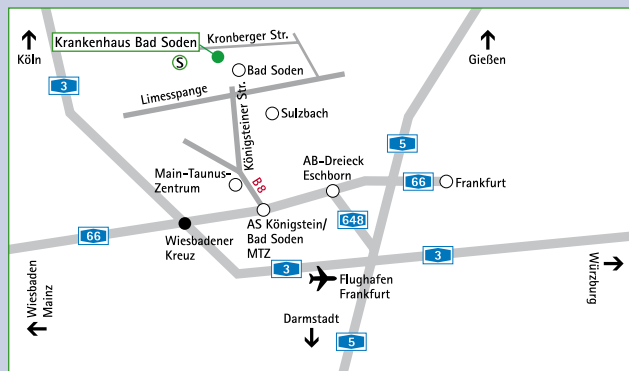 Kronberger Str.
Krankenhaus Bad Soden
Köln
Gießen
S
Bad Soden
3
Limesspange
Königsteiner Str.
Sulzbach
5
AB-Dreieck
Eschborn
Main-Taunus-
Zentrum
B8
66
Frankfurt
648
66
Wiesbadener
Kreuz
AS Königstein/
Bad Soden
MTZ
3
3
Flughafen
Frankfurt
Wiesbaden
Mainz
Würzburg
Darmstadt
5